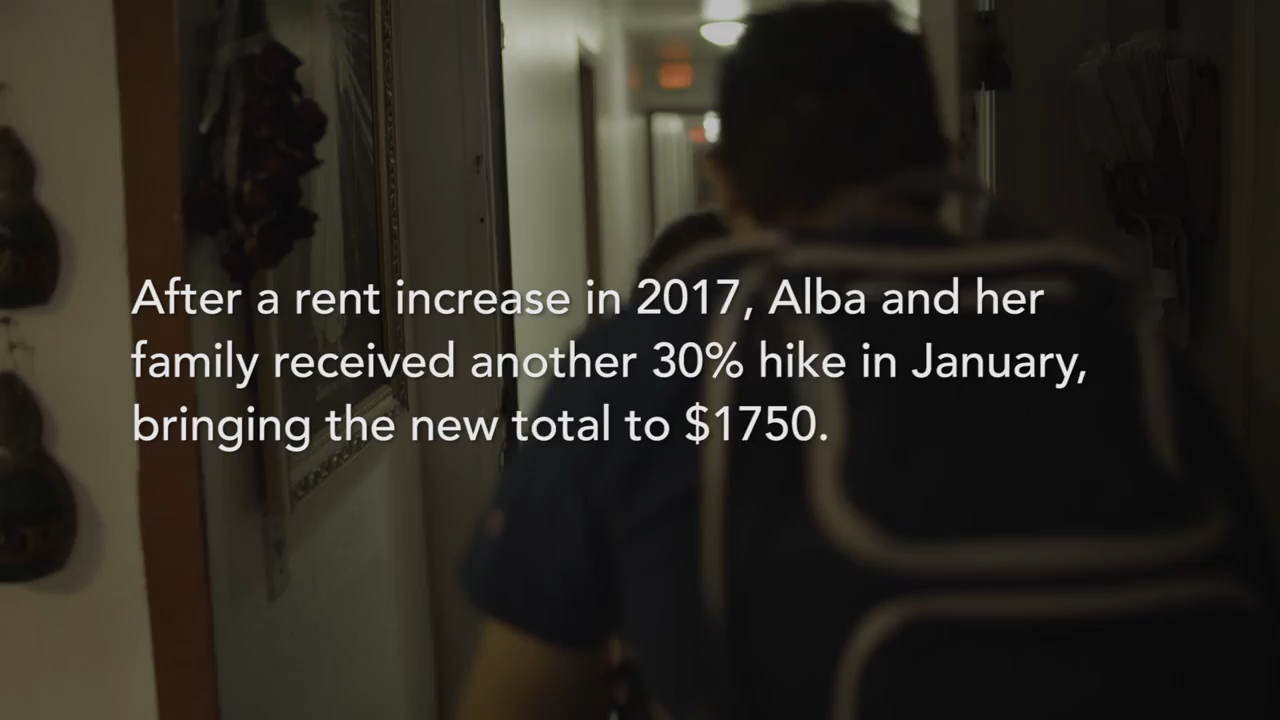 After a rent increase in 2017, Alba and her
family received another 30% hike in January,
bringing the new total to $1750.